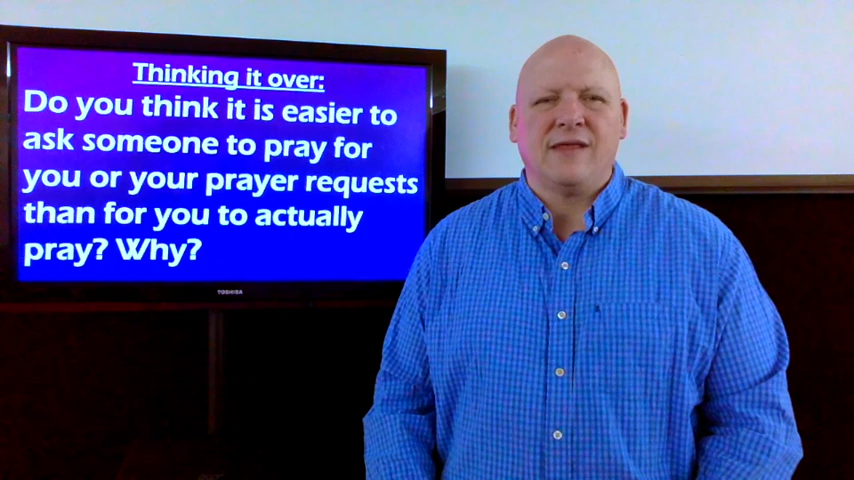 Thinking it over:
Do you think it is easier to
ask someone to pray for
you or your prayer requests
than for you to actually
pray? Why?
TOSHIBA